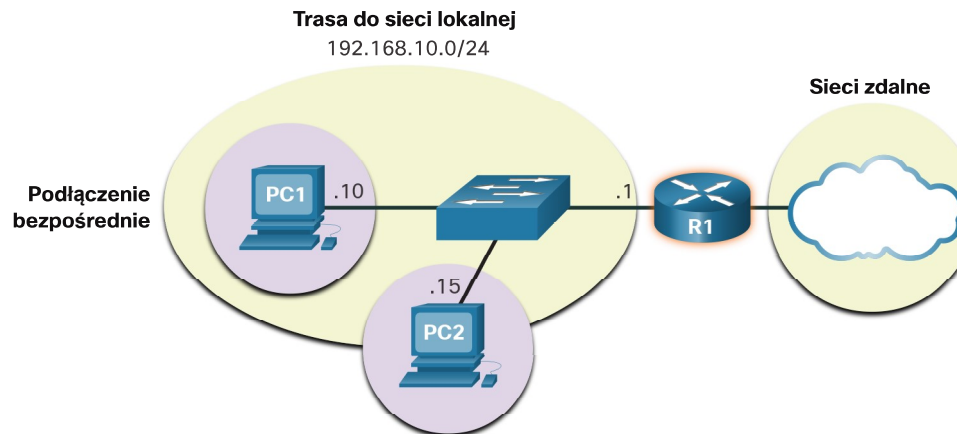 Trasa do sieci lokalnej
192.168.10.0/24
Sieci zdalne
Podłączenie
bezpośrednie
PC1
.10
.1
R1
.15
PC2